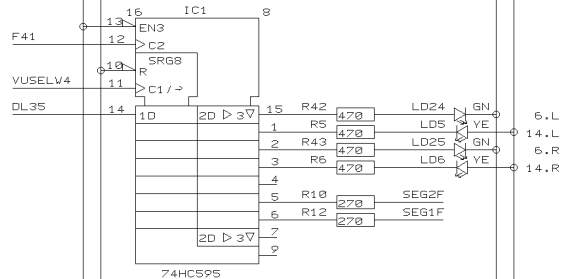 16 IC1 8
13 EN3
F41 12 C2
SRG8
10 R
VUSELW4 11 C1/→
DL35 14 1D 2D ▷ 3▽ 15 R42 470 LD24 GN 6.L
1 R5 470 LD5 YE 14.L
2 R43 470 LD25 GN 6.R
3 R6 470 LD6 YE 14.R
4
5 R10 270 SEG2F
6 R12 270 SEG1F
2D ▷ 3▽ 7
9
74HC595